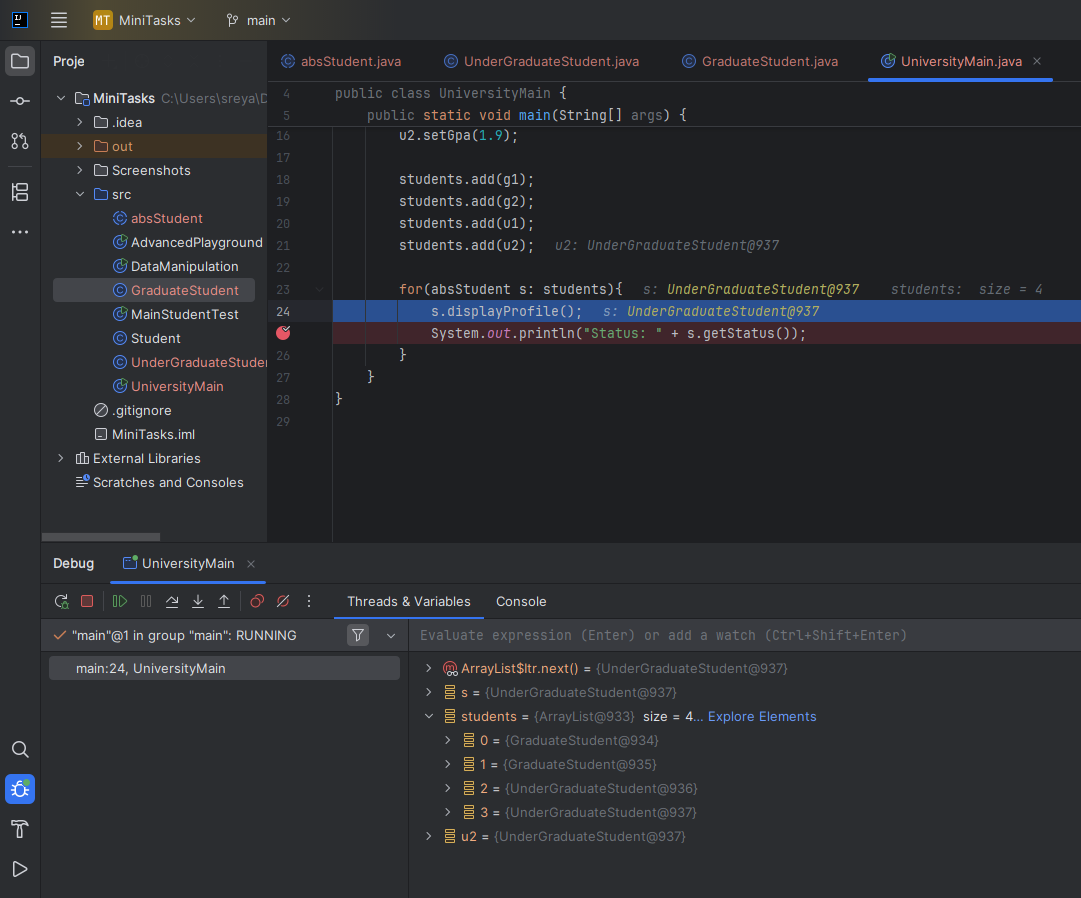 MT MiniTasks main
Proje
absStudent.java UnderGraduateStudent.java GraduateStudent.java UniversityMain.java
MiniTasks C:\Users\sreya\D
.idea
out
Screenshots
src
absStudent
AdvancedPlayground
DataManipulation
GraduateStudent
MainStudentTest
Student
UnderGraduateStuder
UniversityMain
.gitignore
MiniTasks.iml
External Libraries
Scratches and Consoles
4 public class UniversityMain {
5 public static void main(String[] args) {
16 u2.setGpa(1.9);
17
18 students.add(g1);
19 students.add(g2);
20 students.add(u1);
21 students.add(u2); u2: UnderGraduateStudent@937
22
23 for(absStudent s: students){ s: UnderGraduateStudent@937 students: size = 4
24 s.displayProfile(); s: UnderGraduateStudent@937
System.out.println("Status: " + s.getStatus());
26 }
27 }
28 }
29
Debug UniversityMain
Threads & Variables Console
"main"@1 in group "main": RUNNING
Evaluate expression (Enter) or add a watch (Ctrl+Shift+Enter)
main:24, UniversityMain
ArrayList$Itr.next() = {UnderGraduateStudent@937}
s = {UnderGraduateStudent@937}
students = {ArrayList@933} size = 4... Explore Elements
0 = {GraduateStudent@934}
1 = {GraduateStudent@935}
2 = {UnderGraduateStudent@936}
3 = {UnderGraduateStudent@937}
u2 = {UnderGraduateStudent@937}